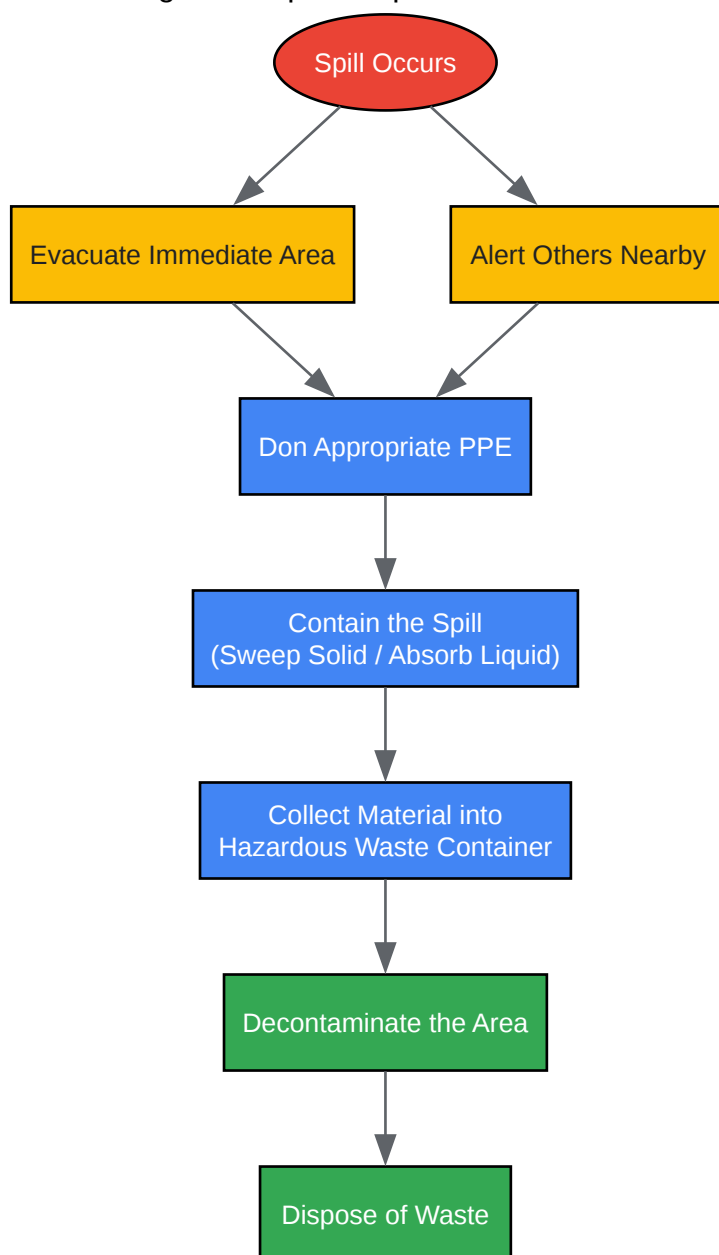 Spill Occurs
Evacuate Immediate Area
Alert Others Nearby
Don Appropriate PPE
Contain the Spill
(Sweep Solid / Absorb Liquid)
Collect Material into
Hazardous Waste Container
Decontaminate the Area
Dispose of Waste